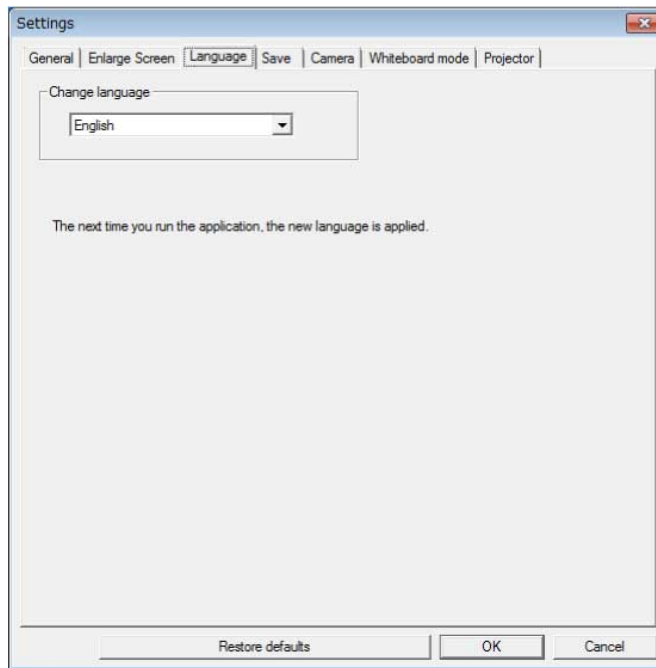 Settings
General Enlarge Screen Language Save Camera Whiteboard mode Projector
Change language
English
The next time you run the application, the new language is applied.
Restore defaults OK Cancel